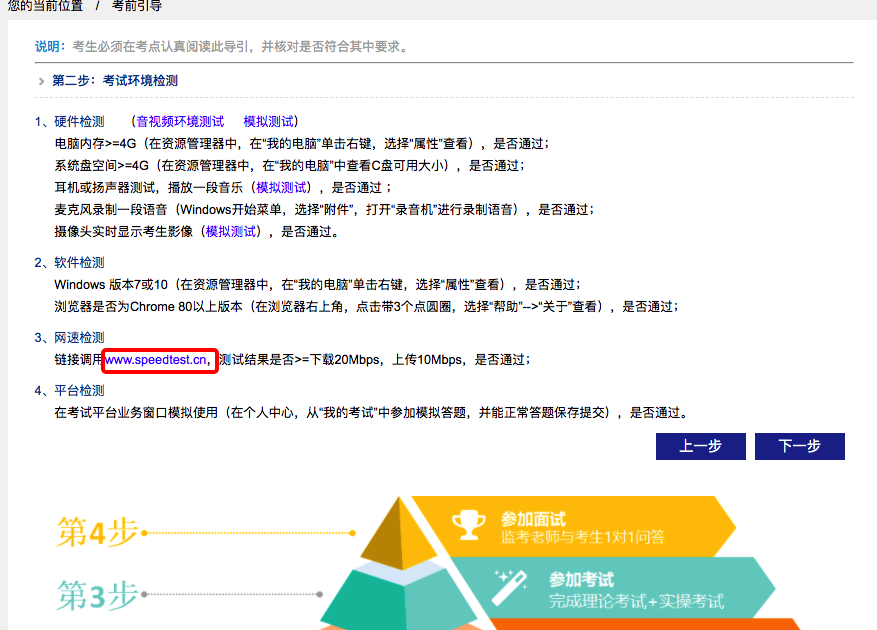 您的当前位置 / 考前引导
说明：考生必须在考点认真阅读此导引，并核对是否符合其中要求。
第二步：考试环境检测
1、硬件检测 （音视频环境测试 模拟测试）
电脑内存>=4G（在资源管理器中，在“我的电脑”单击右键，选择“属性”查看），是否通过；
系统盘空间>=4G（在资源管理器中，在“我的电脑”中查看C盘可用大小），是否通过；
耳机或扬声器测试，播放一段音乐（模拟测试），是否通过；
麦克风录制一段语音（Windows开始菜单，选择“附件”，打开“录音机”进行录制语音），是否通过；
摄像头实时显示考生影像（模拟测试），是否通过。
2、软件检测
Windows 版本7或10（在资源管理器中，在“我的电脑”单击右键，选择“属性”查看），是否通过；
浏览器是否为Chrome 80以上版本（在浏览器右上角，点击带3个点圆圈，选择“帮助”-->“关于”查看），是否通过；
3、网速检测
链接调用www.speedtest.cn，测试结果是否>=下载20Mbps，上传10Mbps，是否通过；
4、平台检测
在考试平台业务窗口模拟使用（在个人中心，从“我的考试”中参加模拟答题，并能正常答题保存提交），是否通过。
上一步 下一步
第4步 参加面试
监考老师与考生1对1问答
第3步 参加考试
完成理论考试+实操考试